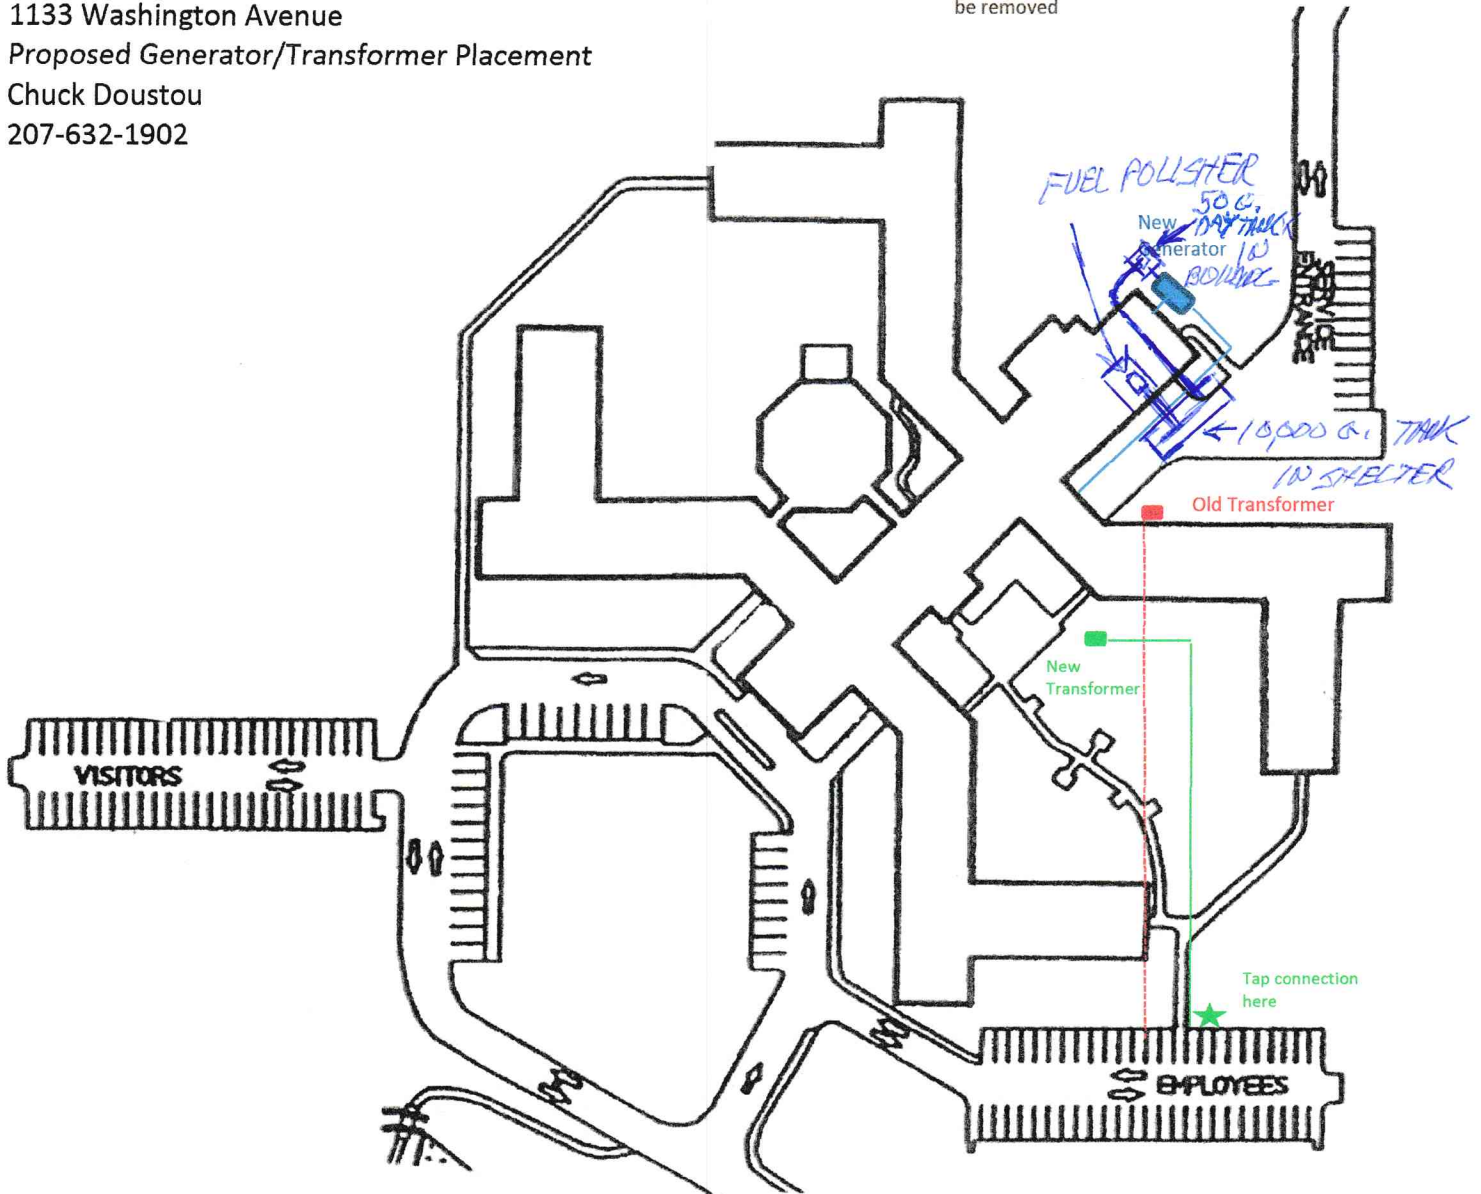 1133 Washington Avenue
Proposed Generator/Transformer Placement
Chuck Doustou
207-632-1902
be removed
FUEL POLISHER
50 G.
DAY TANK
IN
BUILDING
New
Generator
SERVICE
ENTRANCE
10,000 G. TANK
IN SHELTER
Old Transformer
New
Transformer
VISITORS
Tap connection
here
EMPLOYEES